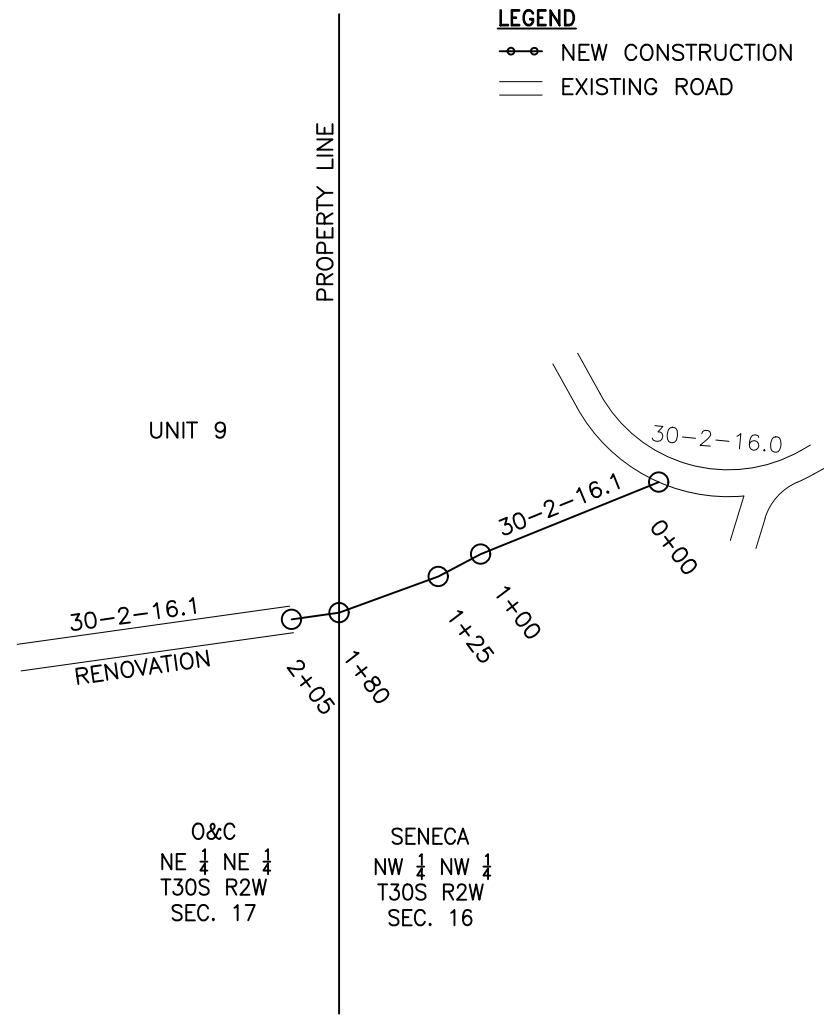 LEGEND
NEW CONSTRUCTION
EXISTING ROAD
PROPERTY LINE
UNIT 9
30-2-16.0
30-2-16.1
0+00
1+00
1+25
30-2-16.1
RENOVATION
1+80
2+05
O&C
NE 1/4 NE 1/4
T30S R2W
SEC. 17
SENECA
NW 1/4 NW 1/4
T30S R2W
SEC. 16